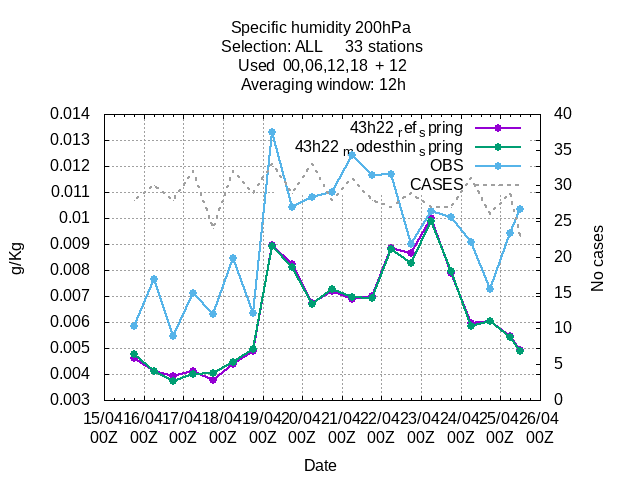 Specific humidity 200hPa
Selection: ALL 33 stations
Used 00,06,12,18 + 12
Averaging window: 12h
43h22 refspring
43h22 modesthinspring
OBS
CASES
0.014
0.013
0.012
0.011
0.01
0.009
0.008
0.007
0.006
0.005
0.004
0.003
g/Kg
40
35
30
25
20
15
10
5
0
No cases
15/04 16/04 17/04 18/04 19/04 20/04 21/04 22/04 23/04 24/04 25/04 26/04
00Z 00Z 00Z 00Z 00Z 00Z 00Z 00Z 00Z 00Z 00Z 00Z
Date